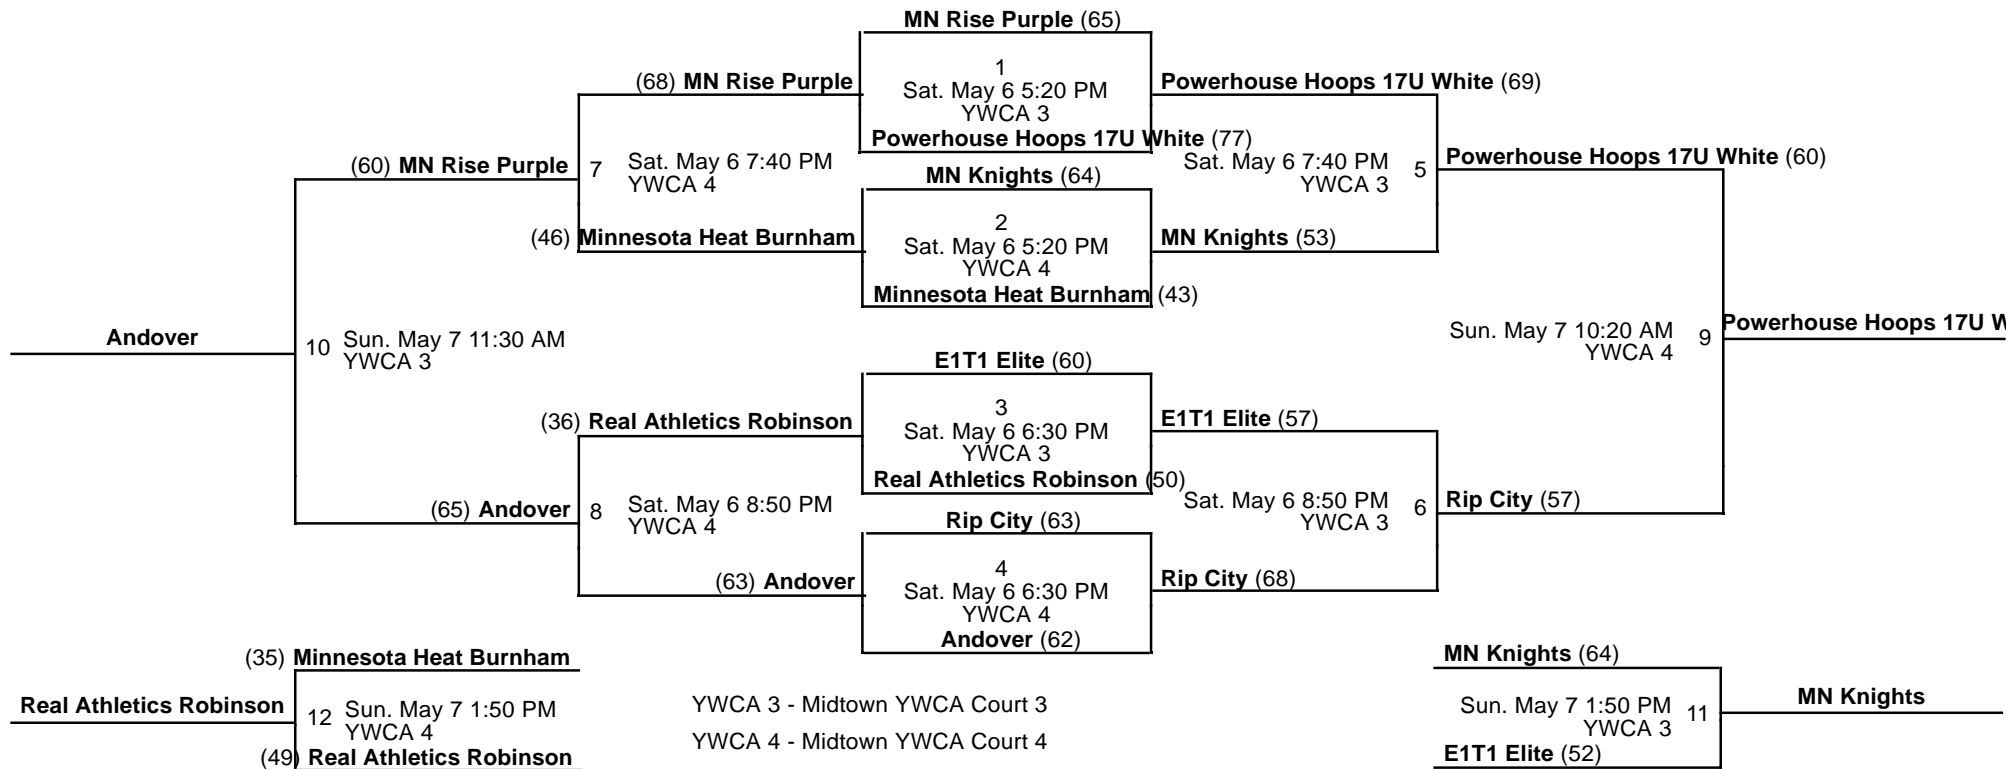 MN Rise Purple (65)
1
Sat. May 6 5:20 PM
YWCA 3
Powerhouse Hoops 17U White (77)
(68) MN Rise Purple
Powerhouse Hoops 17U White (69)
(60) MN Rise Purple
7 Sat. May 6 7:40 PM
YWCA 4
Sat. May 6 7:40 PM 5
YWCA 3
Powerhouse Hoops 17U White (60)
MN Knights (64)
2
Sat. May 6 5:20 PM
YWCA 4
Minnesota Heat Burnham (43)
(46) Minnesota Heat Burnham
MN Knights (53)
Andover
10 Sun. May 7 11:30 AM
YWCA 3
Sun. May 7 10:20 AM 9
YWCA 4
Powerhouse Hoops 17U W
E1T1 Elite (60)
3
Sat. May 6 6:30 PM
YWCA 3
Real Athletics Robinson (50)
(36) Real Athletics Robinson
E1T1 Elite (57)
(65) Andover
8 Sat. May 6 8:50 PM
YWCA 4
Sat. May 6 8:50 PM 6
YWCA 3
Rip City (57)
Rip City (63)
4
Sat. May 6 6:30 PM
YWCA 4
Andover (62)
(63) Andover
Rip City (68)
(35) Minnesota Heat Burnham
Real Athletics Robinson
12 Sun. May 7 1:50 PM
YWCA 4
(49) Real Athletics Robinson
YWCA 3 - Midtown YWCA Court 3
YWCA 4 - Midtown YWCA Court 4
MN Knights (64)
Sun. May 7 1:50 PM 11
YWCA 3
MN Knights
E1T1 Elite (52)